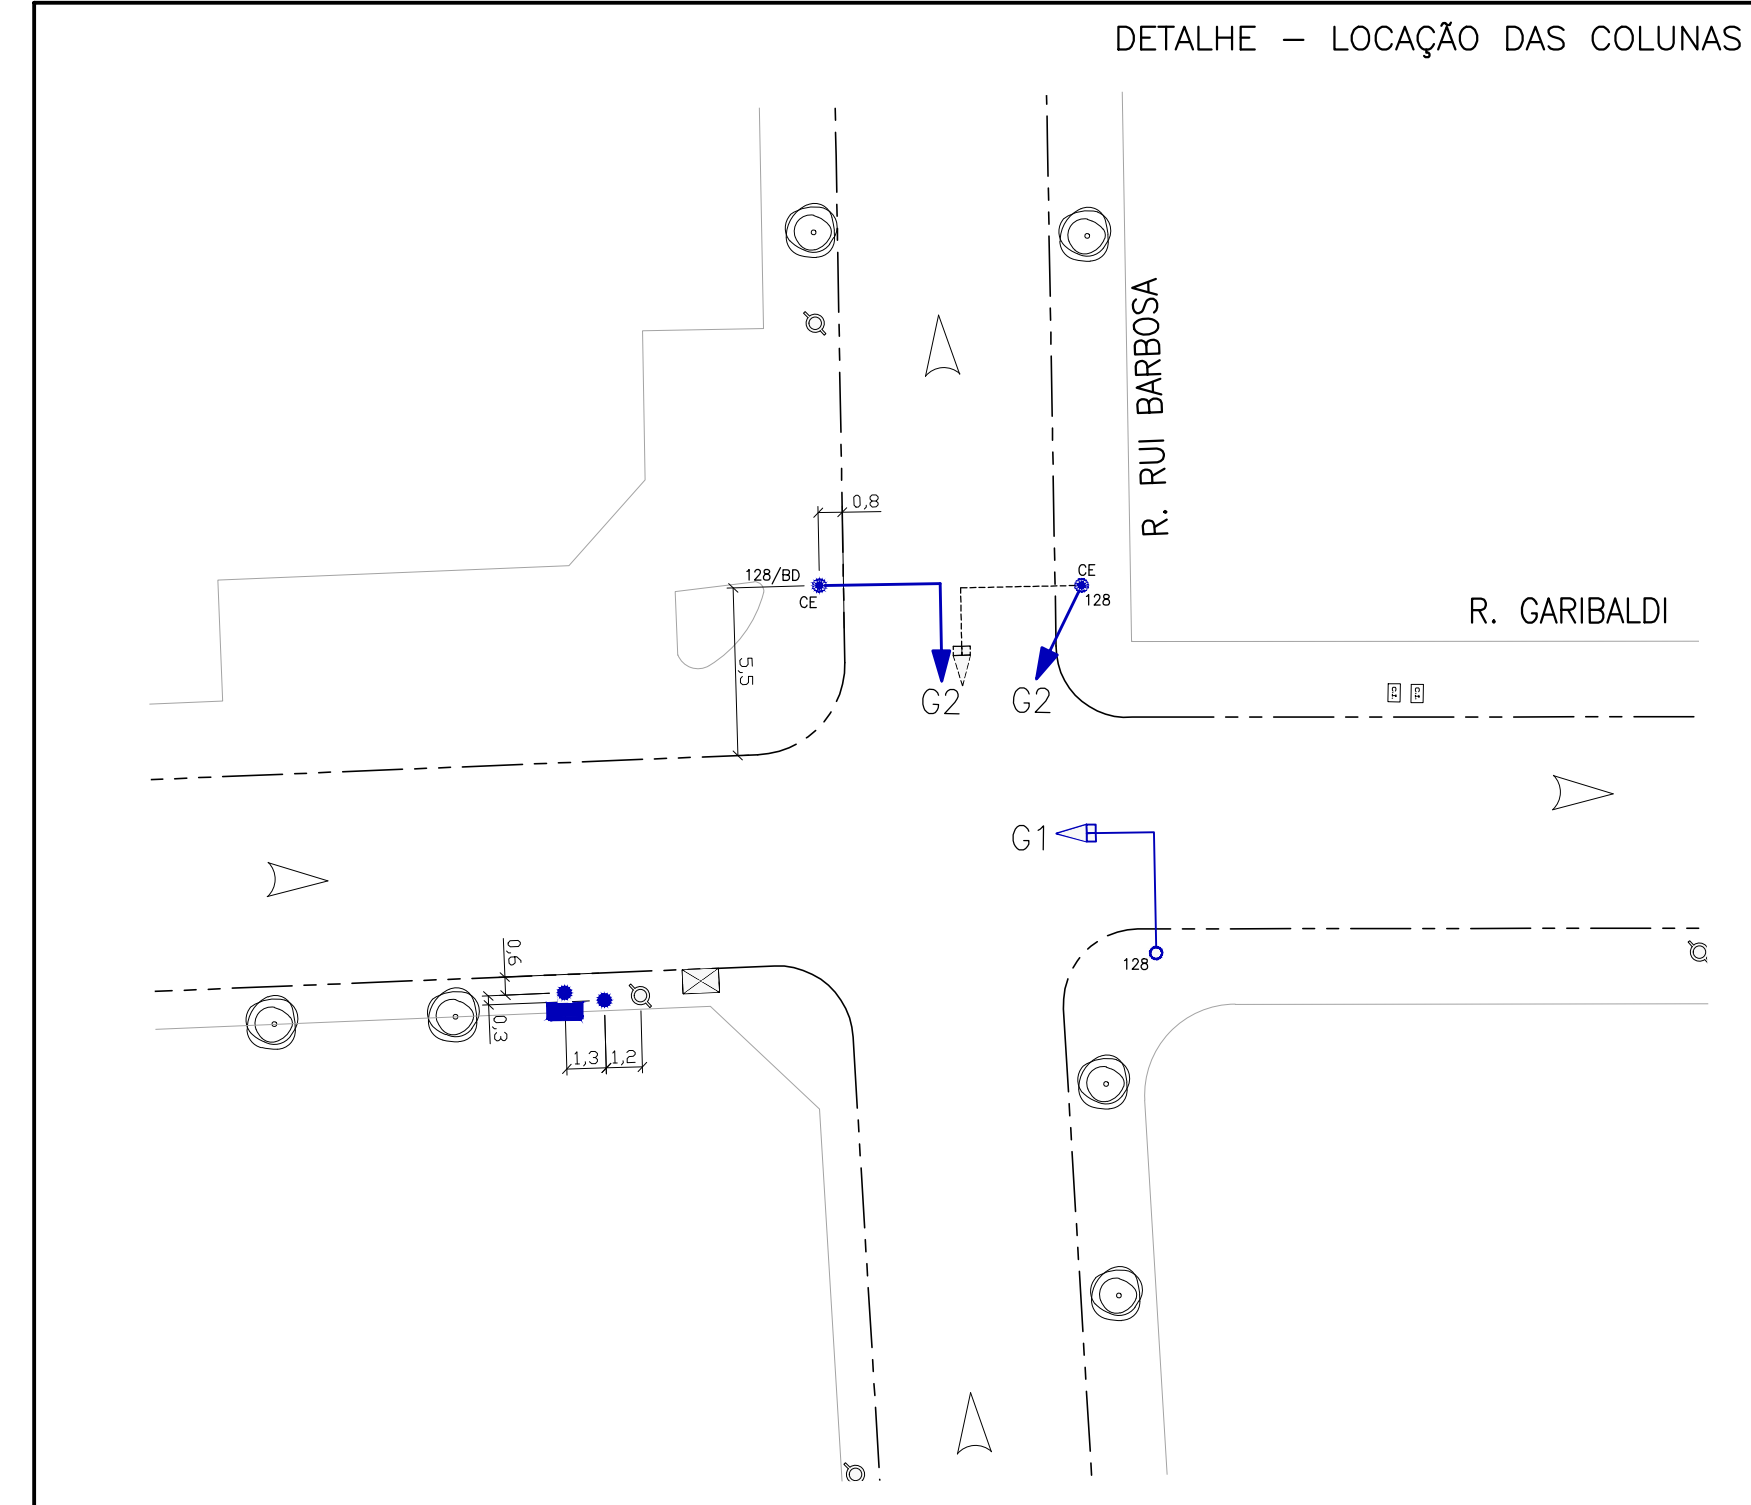 DETALHE – LOCAÇÃO DAS COLUNAS
R. RUI BARBOSA
0,8
128/BD
CE
CE
128
R. GARIBALDI
5,5
G2
G2
G1
128
0,6
0,3
1,3
1,2